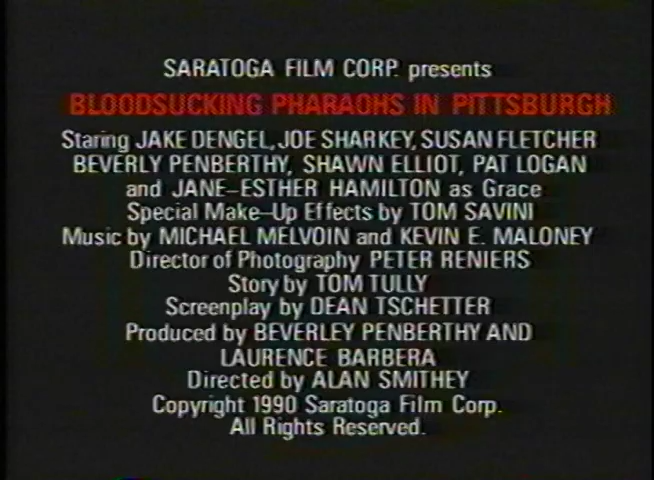 SARATOGA FILM CORP. presents
BLOODSUCKING PHARAOHS IN PITTSBURGH
Staring JAKE DENGEL, JOE SHARKEY, SUSAN FLETCHER
BEVERLY PENBERTHY, SHAWN ELLIOT, PAT LOGAN
and JANE-ESTHER HAMILTON as Grace
Special Make-Up Effects by TOM SAVINI
Music by MICHAEL MELVOIN and KEVIN E. MALONEY
Director of Photography PETER RENIERS
Story by TOM TULLY
Screenplay by DEAN TSCHETTER
Produced by BEVERLEY PENBERTHY AND
LAURENCE BARBERA
Directed by ALAN SMITHEY
Copyright 1990 Saratoga Film Corp.
All Rights Reserved.